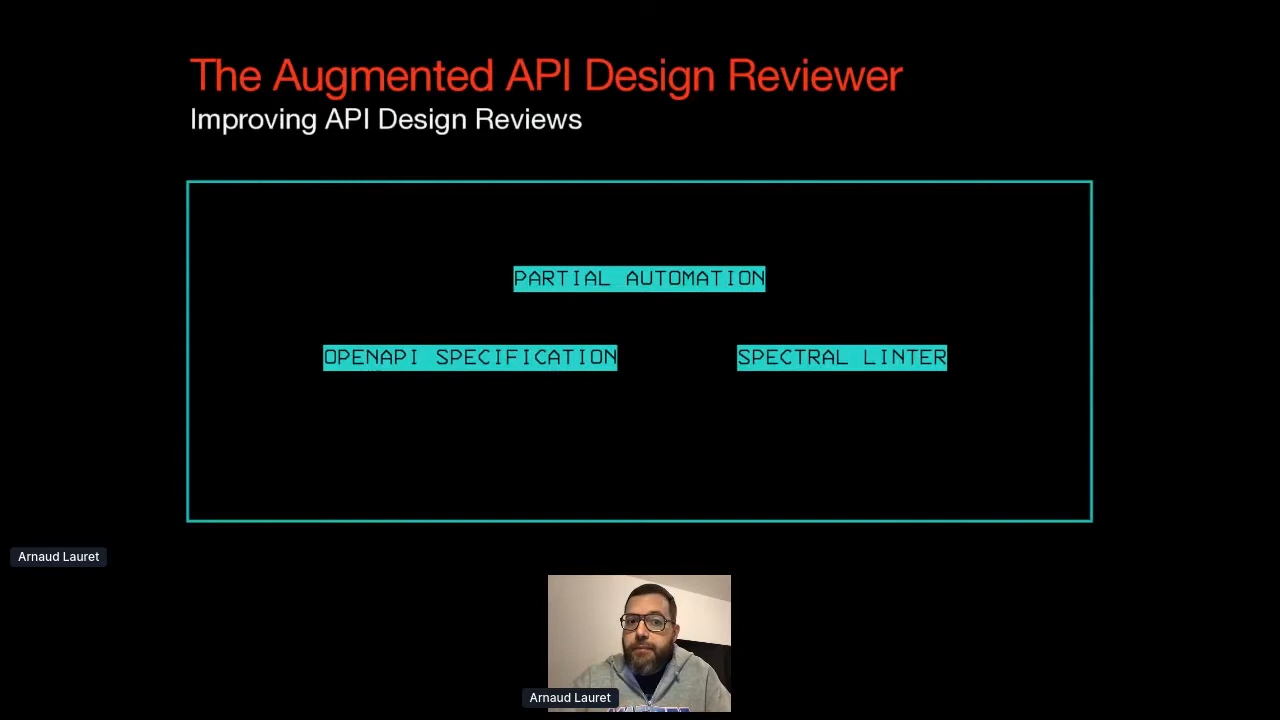 The Augmented API Design Reviewer
Improving API Design Reviews
PARTIAL AUTOMATION
OPENAPI SPECIFICATION
SPECTRAL LINTER
Arnaud Lauret
Arnaud Lauret